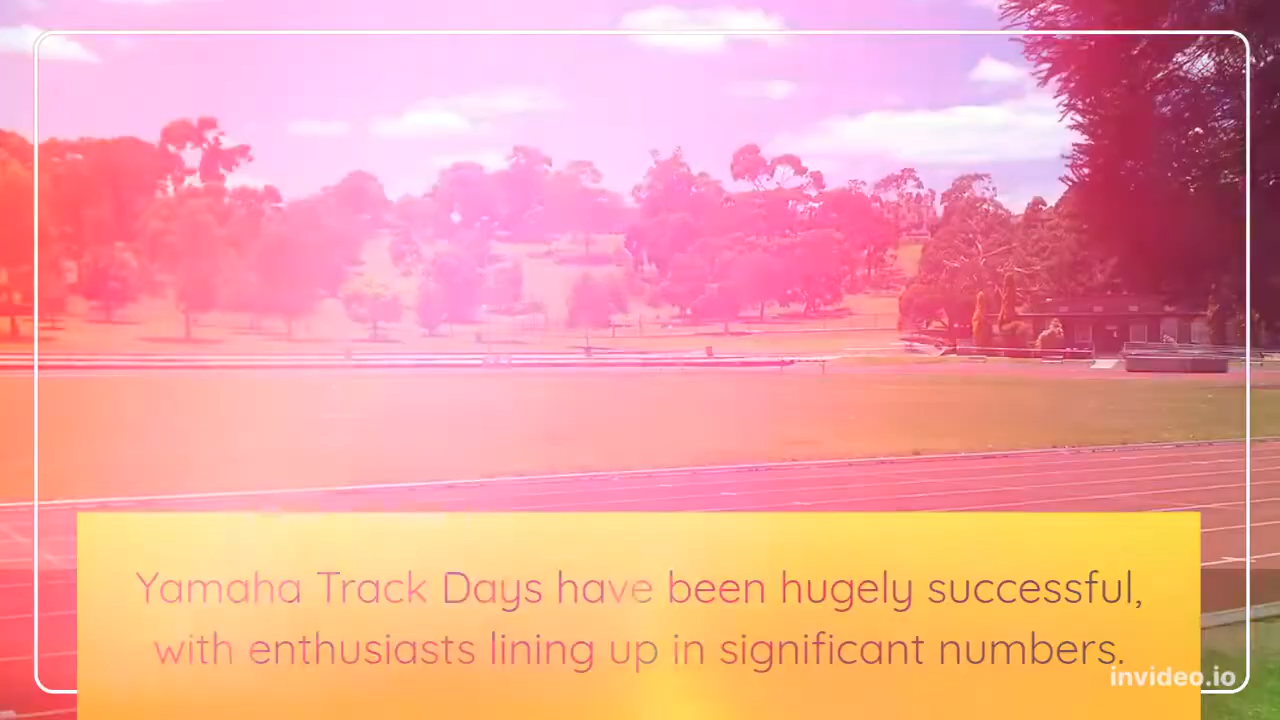 Yamaha Track Days have been hugely successful,
with enthusiasts lining up in significant numbers.
invideo.io